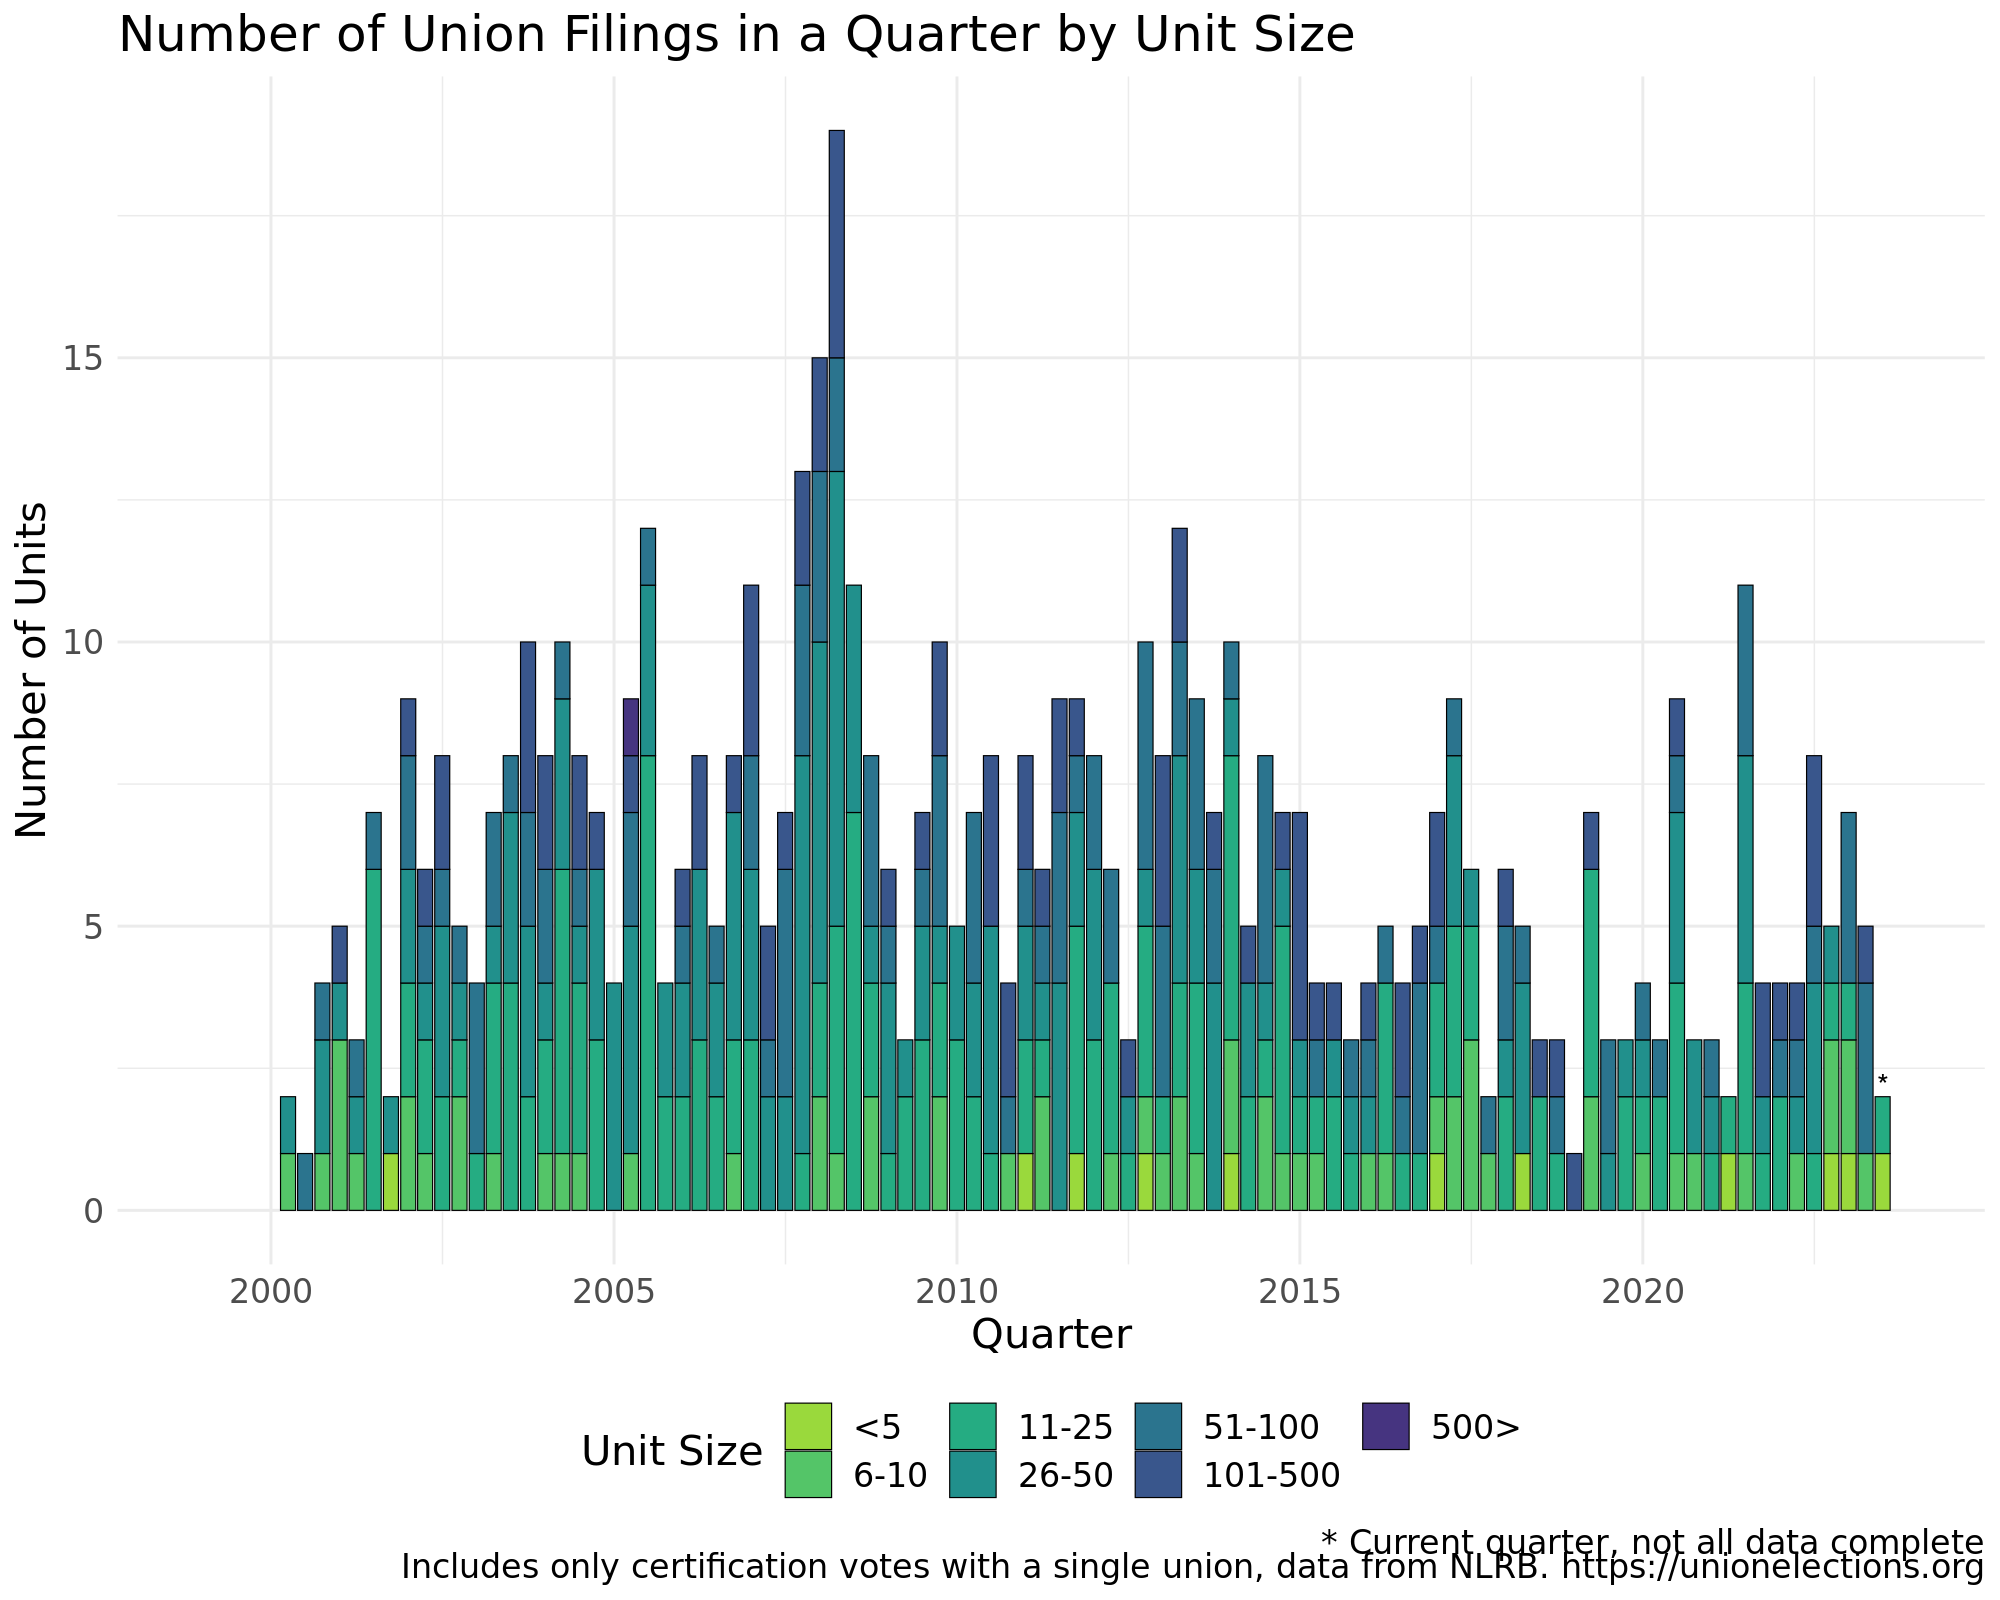 Number of Union Filings in a Quarter by Unit Size
Number of Units
15
10
5
0
*
2000 2005 2010 2015 2020
Quarter
Unit Size
<5 11-25 51-100 500>
6-10 26-50 101-500
* Current quarter, not all data complete
Includes only certification votes with a single union, data from NLRB. https://unionelections.org